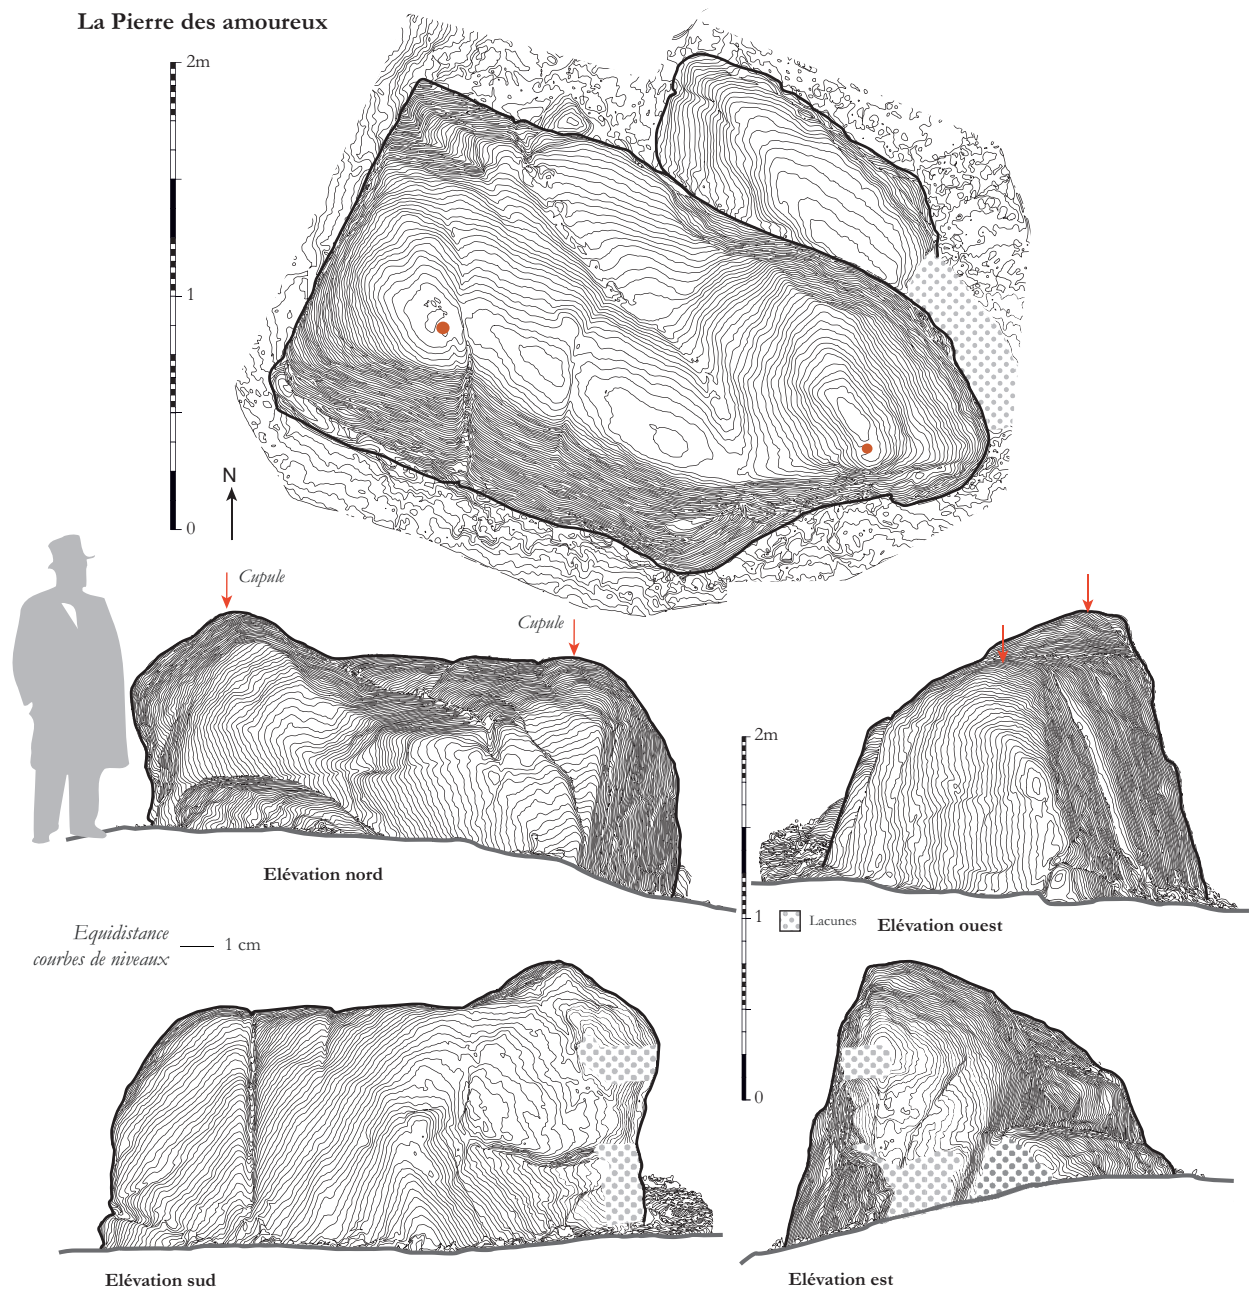 La Pierre des amoureux
2m
1
N
0
Cupule
Cupule
Elévation nord
2m
1
Lacunes
Elévation ouest
Equidistance
courbes de niveaux
1 cm
0
Elévation sud
Elévation est